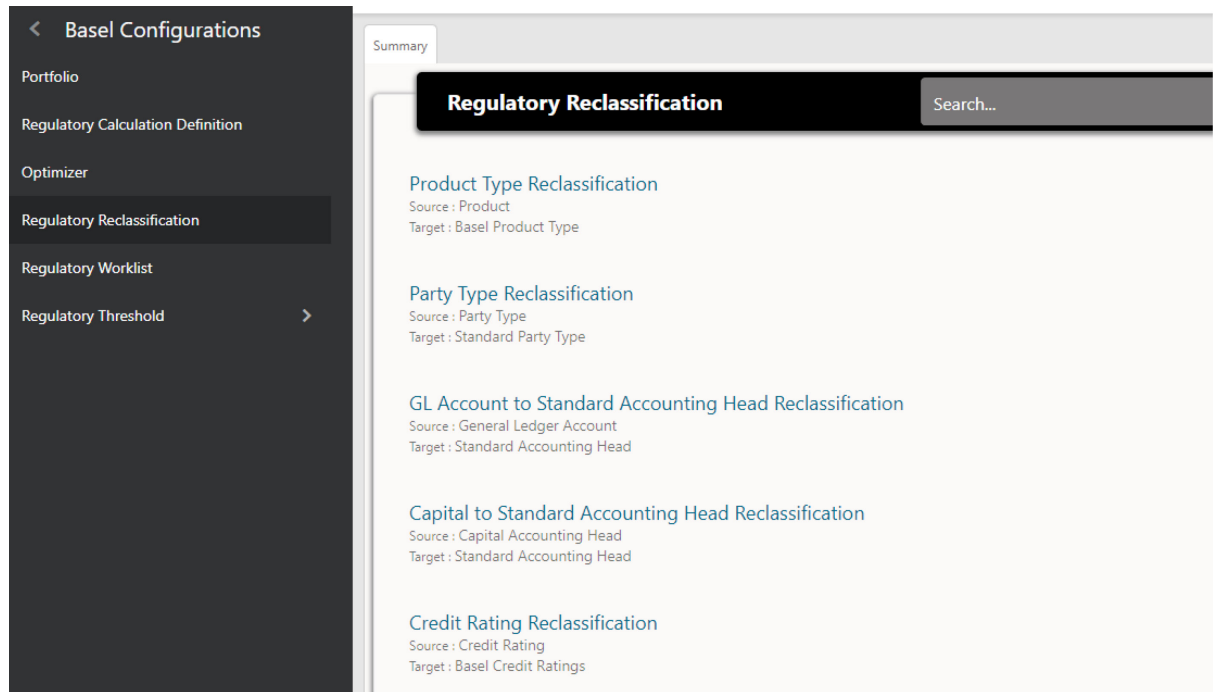 Basel Configurations
Portfolio
Regulatory Calculation Definition
Optimizer
Regulatory Reclassification
Regulatory Worklist
Regulatory Threshold
Summary
Regulatory Reclassification
Search...
Product Type Reclassification
Source : Product
Target : Basel Product Type
Party Type Reclassification
Source : Party Type
Target : Standard Party Type
GL Account to Standard Accounting Head Reclassification
Source : General Ledger Account
Target : Standard Accounting Head
Capital to Standard Accounting Head Reclassification
Source : Capital Accounting Head
Target : Standard Accounting Head
Credit Rating Reclassification
Source : Credit Rating
Target : Basel Credit Ratings